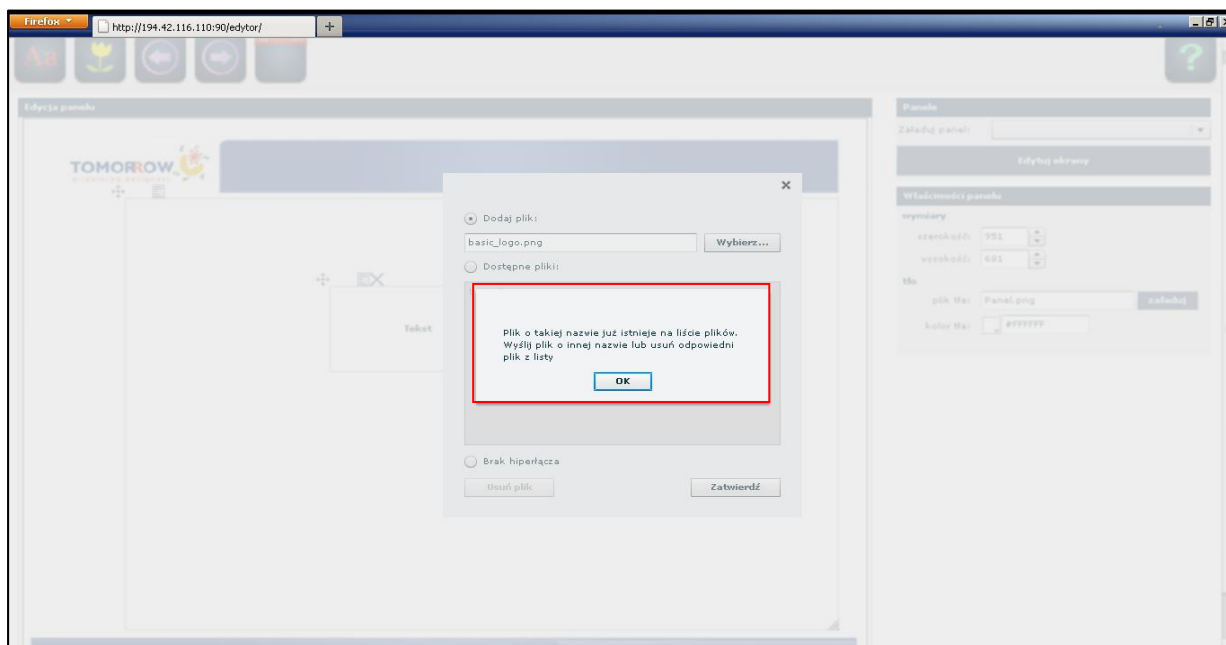 Firefox
http://194.42.116.110:90/edytor/
+
Aa
?
Edycja panelu
Panele
Załaduj panel:
TOMORROW
Edytuj ekrany
Właściwości panelu
wymiary
Dodaj plik:
szerokość: 951
basic_logo.png
Wybierz...
wysokość: 691
Dostępne pliki:
tło
plik tła: Panel.png
załaduj
kolor tła: #FFFFFF
Tekst
Plik o takiej nazwie już istnieje na liście plików.
Wyślij plik o innej nazwie lub usuń odpowiedni
plik z listy
OK
Brak hiperłącza
Usuń plik
Zatwierdź